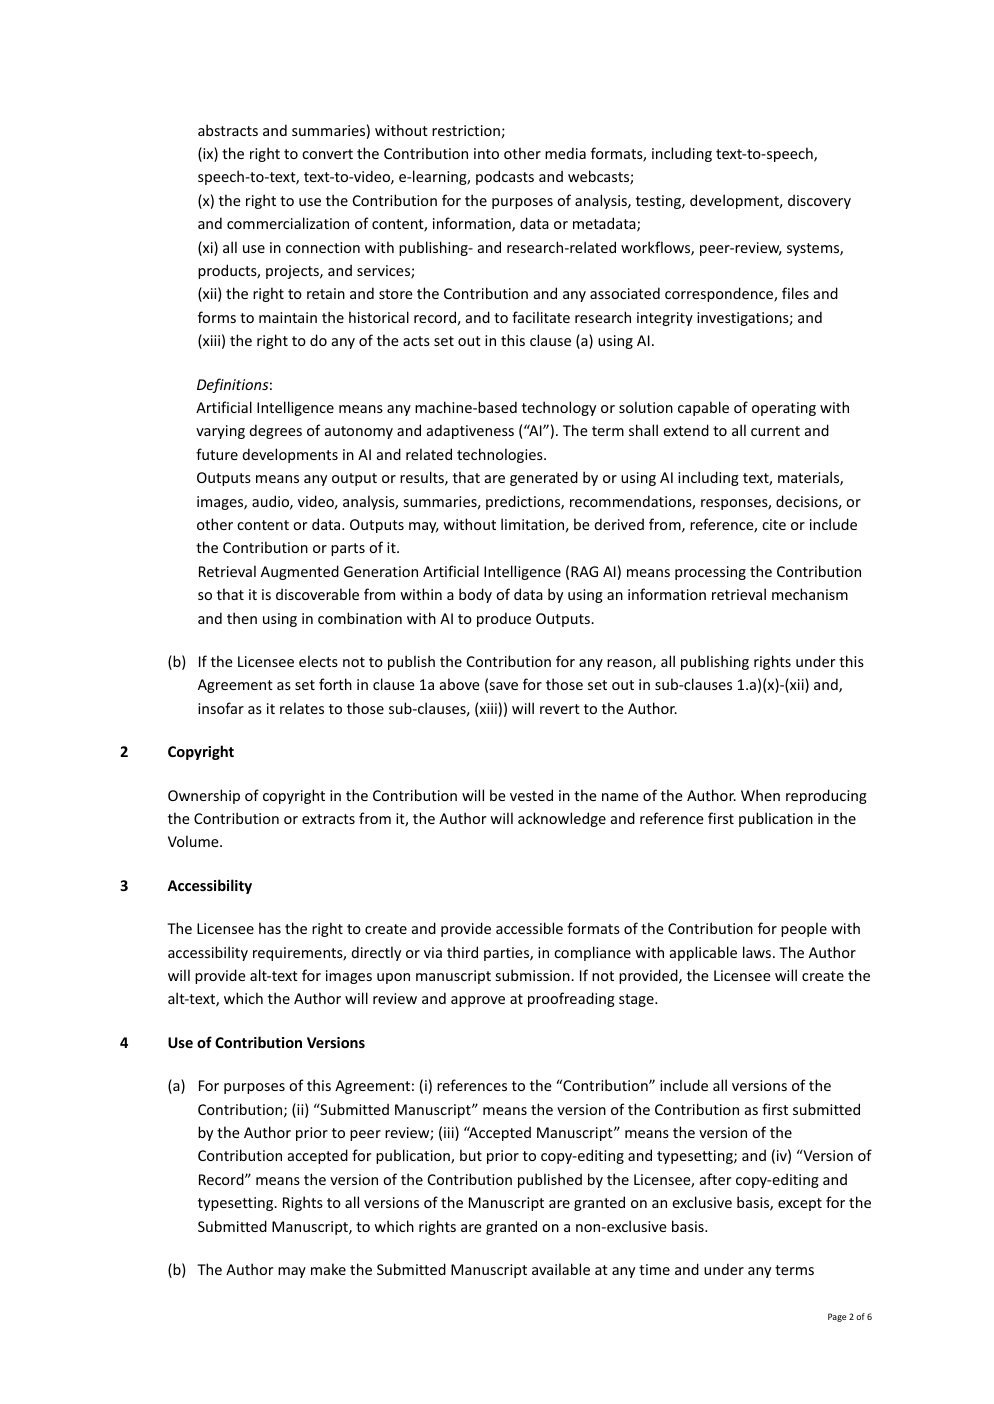 abstracts and summaries) without restriction;
(ix) the right to convert the Contribution into other media formats, including text-to-speech,
speech-to-text, text-to-video, e-learning, podcasts and webcasts;
(x) the right to use the Contribution for the purposes of analysis, testing, development, discovery
and commercialization of content, information, data or metadata;
(xi) all use in connection with publishing- and research-related workflows, peer-review, systems,
products, projects, and services;
(xii) the right to retain and store the Contribution and any associated correspondence, files and
forms to maintain the historical record, and to facilitate research integrity investigations; and
(xiii) the right to do any of the acts set out in this clause (a) using AI.
Definitions:
Artificial Intelligence means any machine-based technology or solution capable of operating with
varying degrees of autonomy and adaptiveness (“AI”). The term shall extend to all current and
future developments in AI and related technologies.
Outputs means any output or results, that are generated by or using AI including text, materials,
images, audio, video, analysis, summaries, predictions, recommendations, responses, decisions, or
other content or data. Outputs may, without limitation, be derived from, reference, cite or include
the Contribution or parts of it.
Retrieval Augmented Generation Artificial Intelligence (RAG AI) means processing the Contribution
so that it is discoverable from within a body of data by using an information retrieval mechanism
and then using in combination with AI to produce Outputs.
(b) If the Licensee elects not to publish the Contribution for any reason, all publishing rights under this
Agreement as set forth in clause 1a above (save for those set out in sub-clauses 1.a)(x)-(xii) and,
insofar as it relates to those sub-clauses, (xiii)) will revert to the Author.
2 Copyright
Ownership of copyright in the Contribution will be vested in the name of the Author. When reproducing
the Contribution or extracts from it, the Author will acknowledge and reference first publication in the
Volume.
3 Accessibility
The Licensee has the right to create and provide accessible formats of the Contribution for people with
accessibility requirements, directly or via third parties, in compliance with applicable laws. The Author
will provide alt-text for images upon manuscript submission. If not provided, the Licensee will create the
alt-text, which the Author will review and approve at proofreading stage.
4 Use of Contribution Versions
(a) For purposes of this Agreement: (i) references to the “Contribution” include all versions of the
Contribution; (ii) “Submitted Manuscript” means the version of the Contribution as first submitted
by the Author prior to peer review; (iii) “Accepted Manuscript” means the version of the
Contribution accepted for publication, but prior to copy-editing and typesetting; and (iv) “Version of
Record” means the version of the Contribution published by the Licensee, after copy-editing and
typesetting. Rights to all versions of the Manuscript are granted on an exclusive basis, except for the
Submitted Manuscript, to which rights are granted on a non-exclusive basis.
(b) The Author may make the Submitted Manuscript available at any time and under any terms
Page 2 of 6